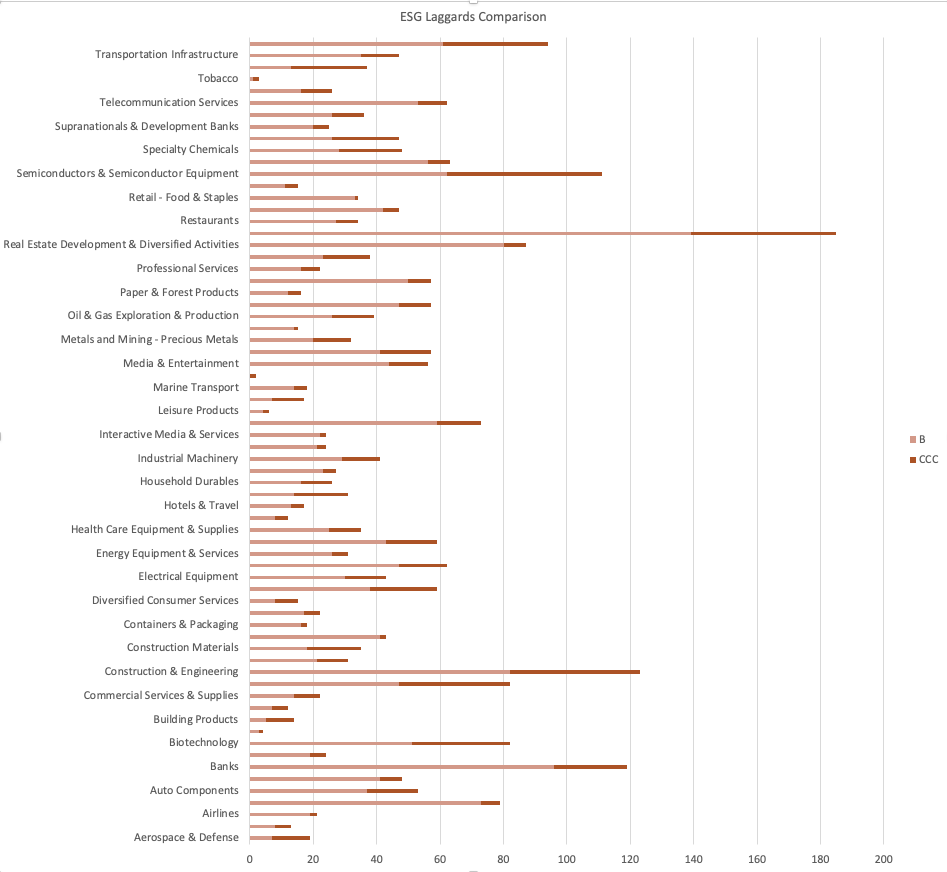 ESG Laggards Comparison
Transportation Infrastructure
Tobacco
Telecommunication Services
Supranationals & Development Banks
Specialty Chemicals
Semiconductors & Semiconductor Equipment
Retail - Food & Staples
Restaurants
Real Estate Development & Diversified Activities
Professional Services
Paper & Forest Products
Oil & Gas Exploration & Production
Metals and Mining - Precious Metals
Media & Entertainment
Marine Transport
Leisure Products
Interactive Media & Services
Industrial Machinery
Household Durables
Hotels & Travel
Health Care Equipment & Supplies
Energy Equipment & Services
Electrical Equipment
Diversified Consumer Services
Containers & Packaging
Construction Materials
Construction & Engineering
Commercial Services & Supplies
Building Products
Biotechnology
Banks
Auto Components
Airlines
Aerospace & Defense
0 20 40 60 80 100 120 140 160 180 200
B
CCC